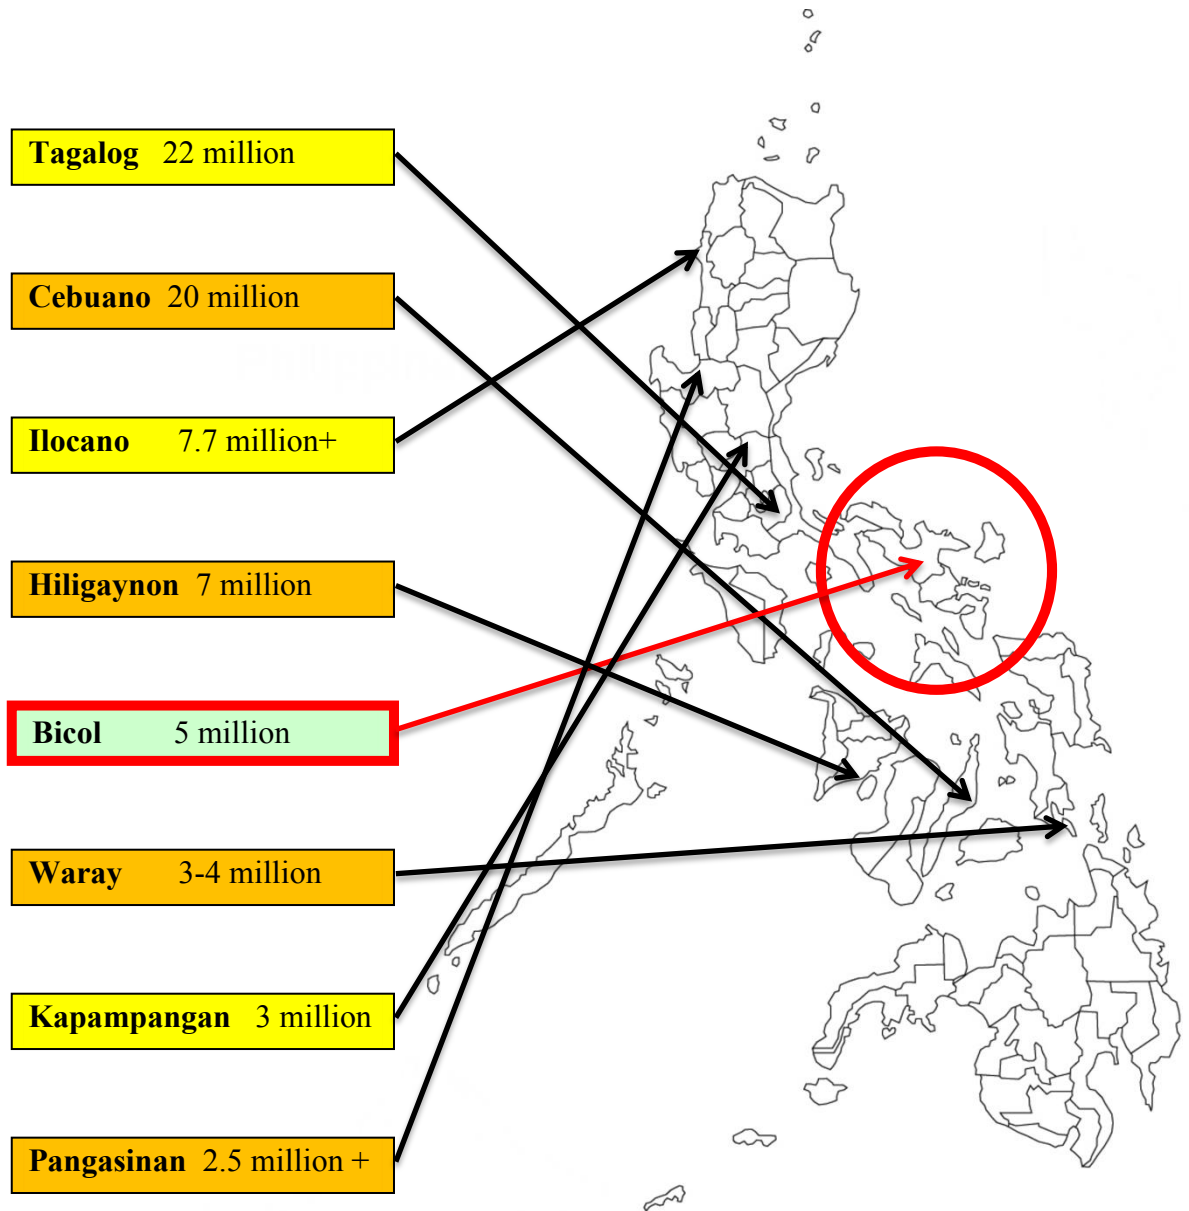 Tagalog 22 million
Cebuano 20 million
Ilocano 7.7 million+
Hiligaynon 7 million
Bicol 5 million
Waray 3-4 million
Kapampangan 3 million
Pangasinan 2.5 million +